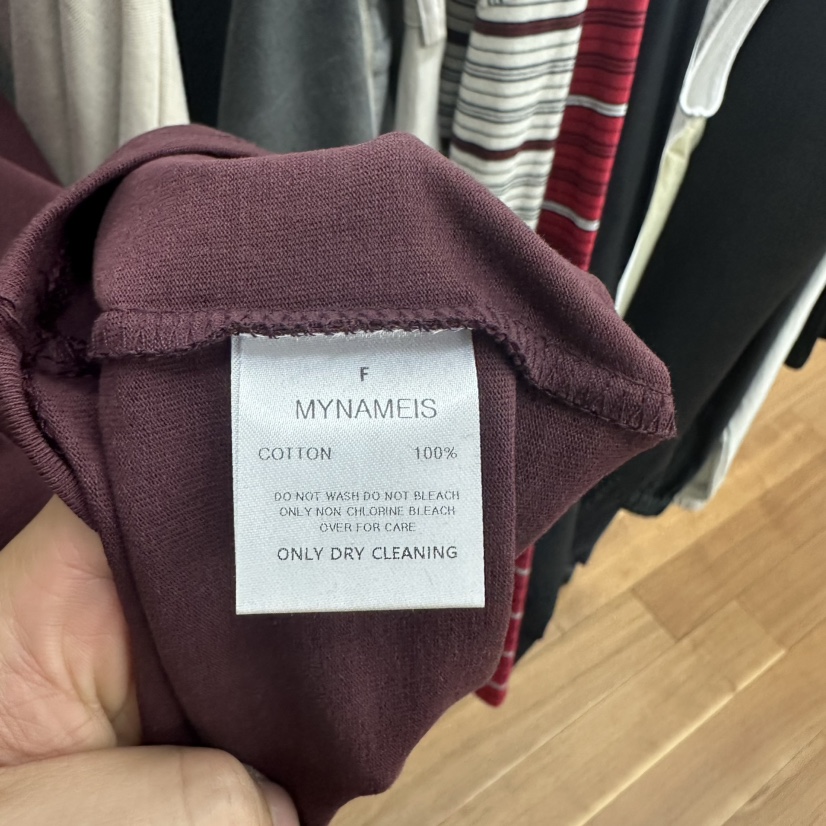 F
MYNAMEIS
COTTON 100%
DO NOT WASH DO NOT BLEACH
ONLY NON CHLORINE BLEACH
OVER FOR CARE
ONLY DRY CLEANING